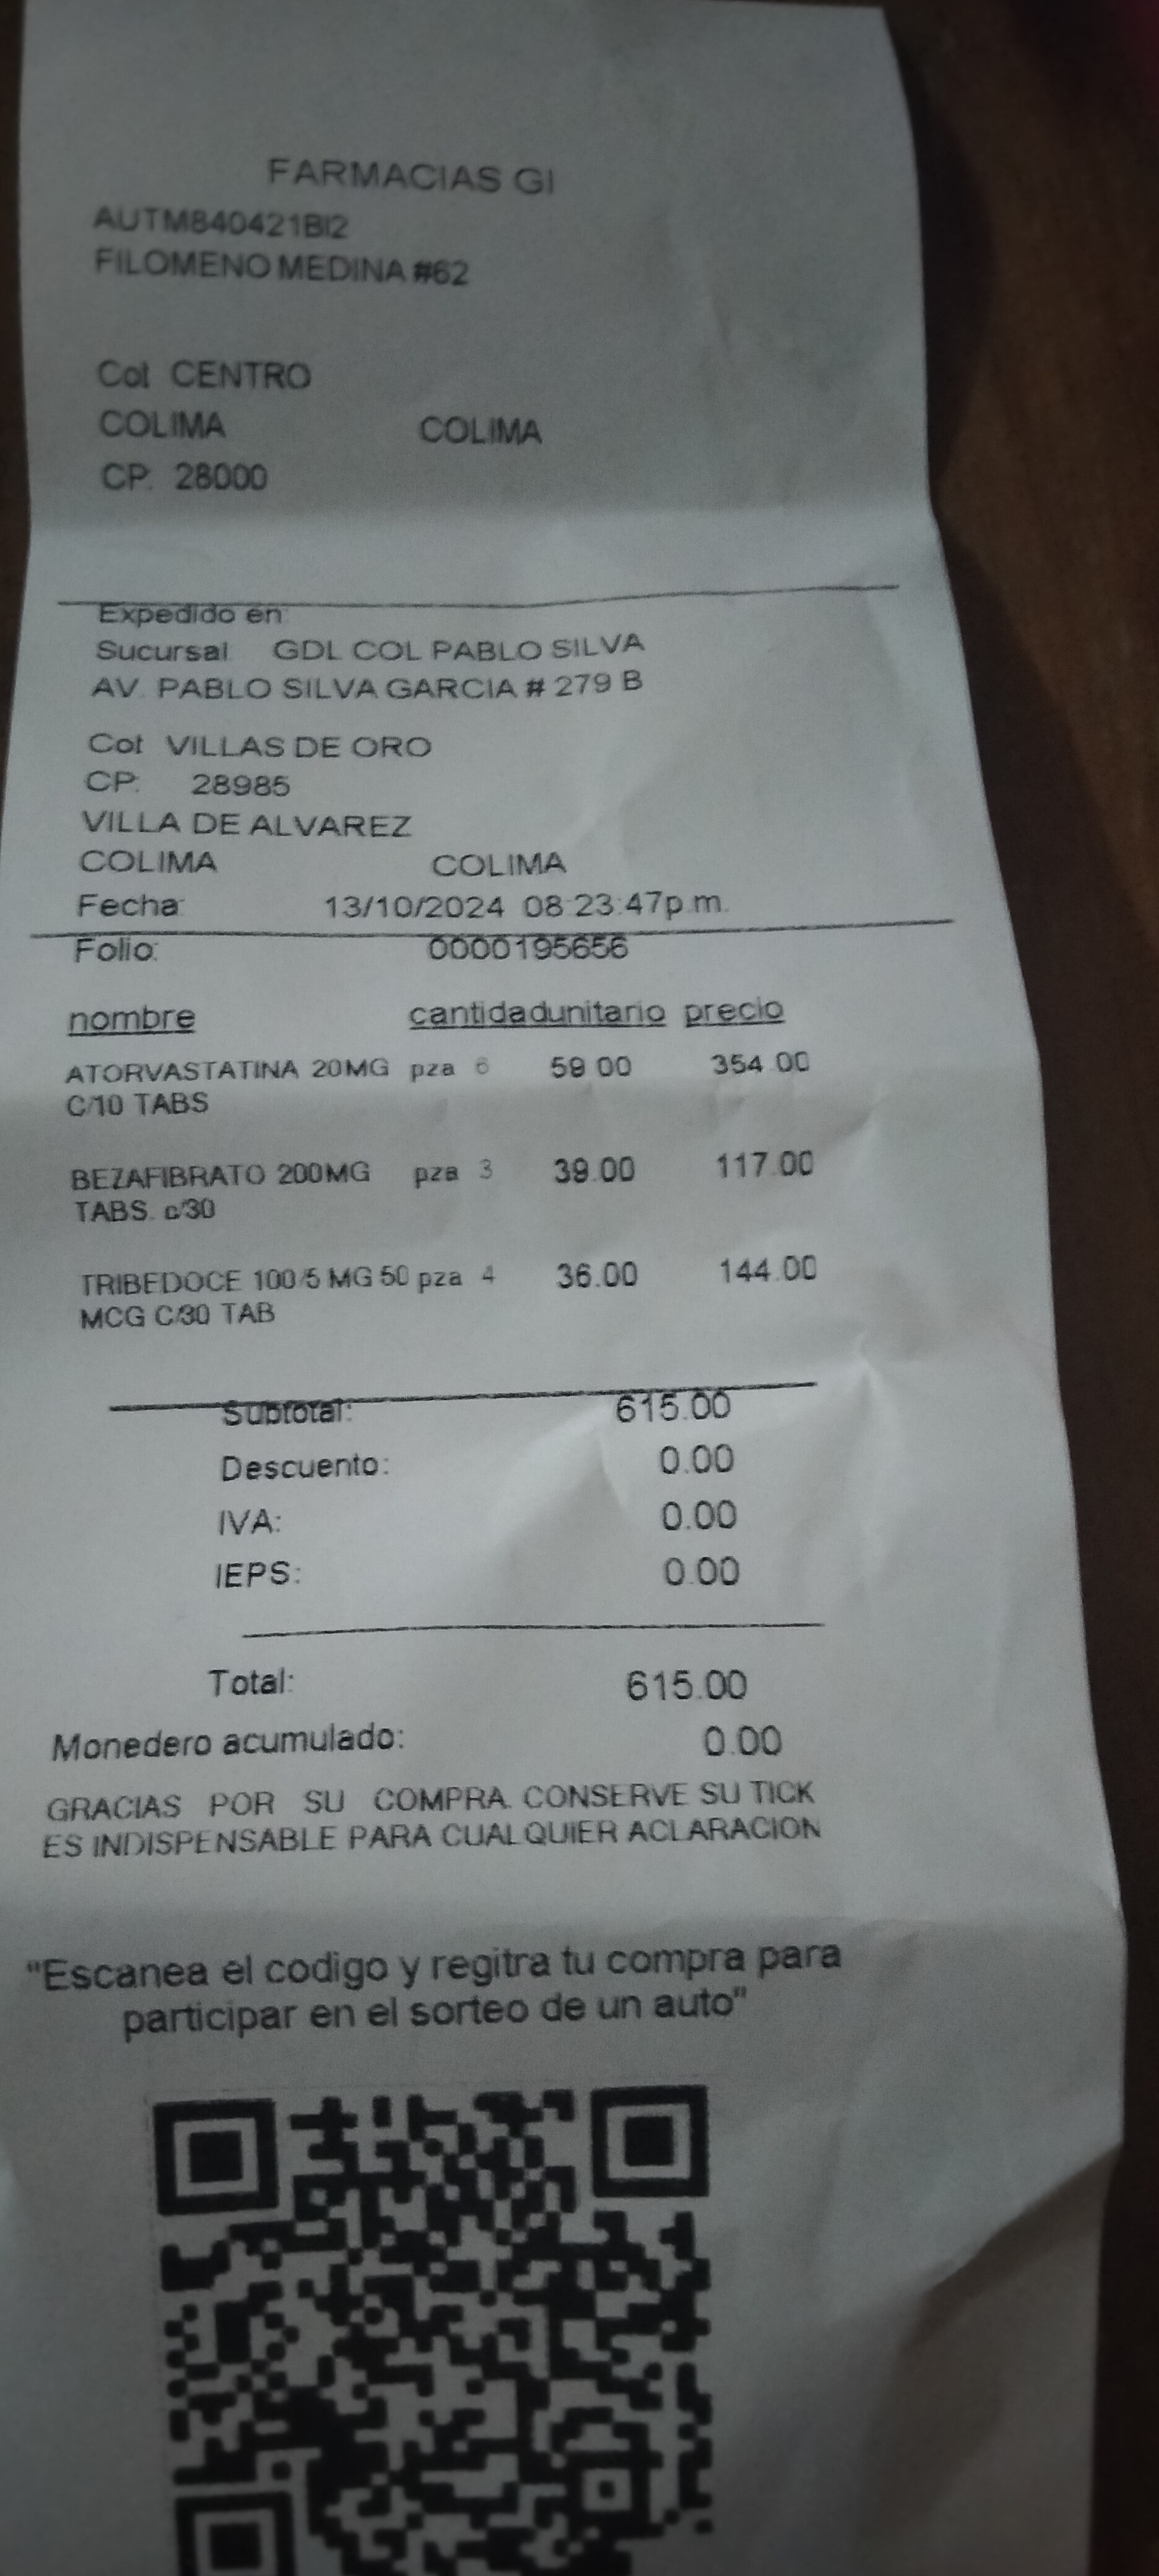 FARMACIAS GI
AUTM840421BI2
FILOMENO MEDINA #62
Col CENTRO
COLIMA COLIMA
CP. 28000
Expedido en:
Sucursal GDL COL PABLO SILVA
AV. PABLO SILVA GARCIA # 279 B
Col VILLAS DE ORO
CP: 28985
VILLA DE ALVAREZ
COLIMA COLIMA
Fecha: 13/10/2024 08:23:47p.m.
Folio: 0000195656
nombre cantidad unitario precio
ATORVASTATINA 20MG pza 6 59.00 354.00
C/10 TABS
BEZAFIBRATO 200MG pza 3 39.00 117.00
TABS. c/30
TRIBEDOCE 100/5 MG 50 pza 4 36.00 144.00
MCG C/30 TAB
Subtotal: 615.00
Descuento: 0.00
IVA: 0.00
IEPS: 0.00
Total: 615.00
Monedero acumulado: 0.00
GRACIAS POR SU COMPRA. CONSERVE SU TICK
ES INDISPENSABLE PARA CUALQUIER ACLARACION
"Escanea el codigo y regitra tu compra para
participar en el sorteo de un auto"